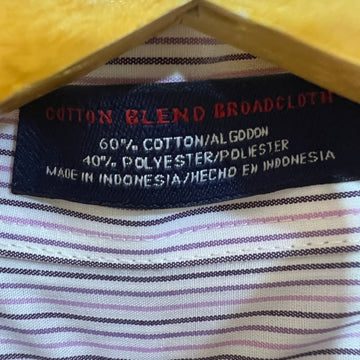 COTTON BLEND BROADCLOTH
60% COTTON/ALGODON
40% POLYESTER/POLIESTER
MADE IN INDONESIA/HECHO EN INDONESIA